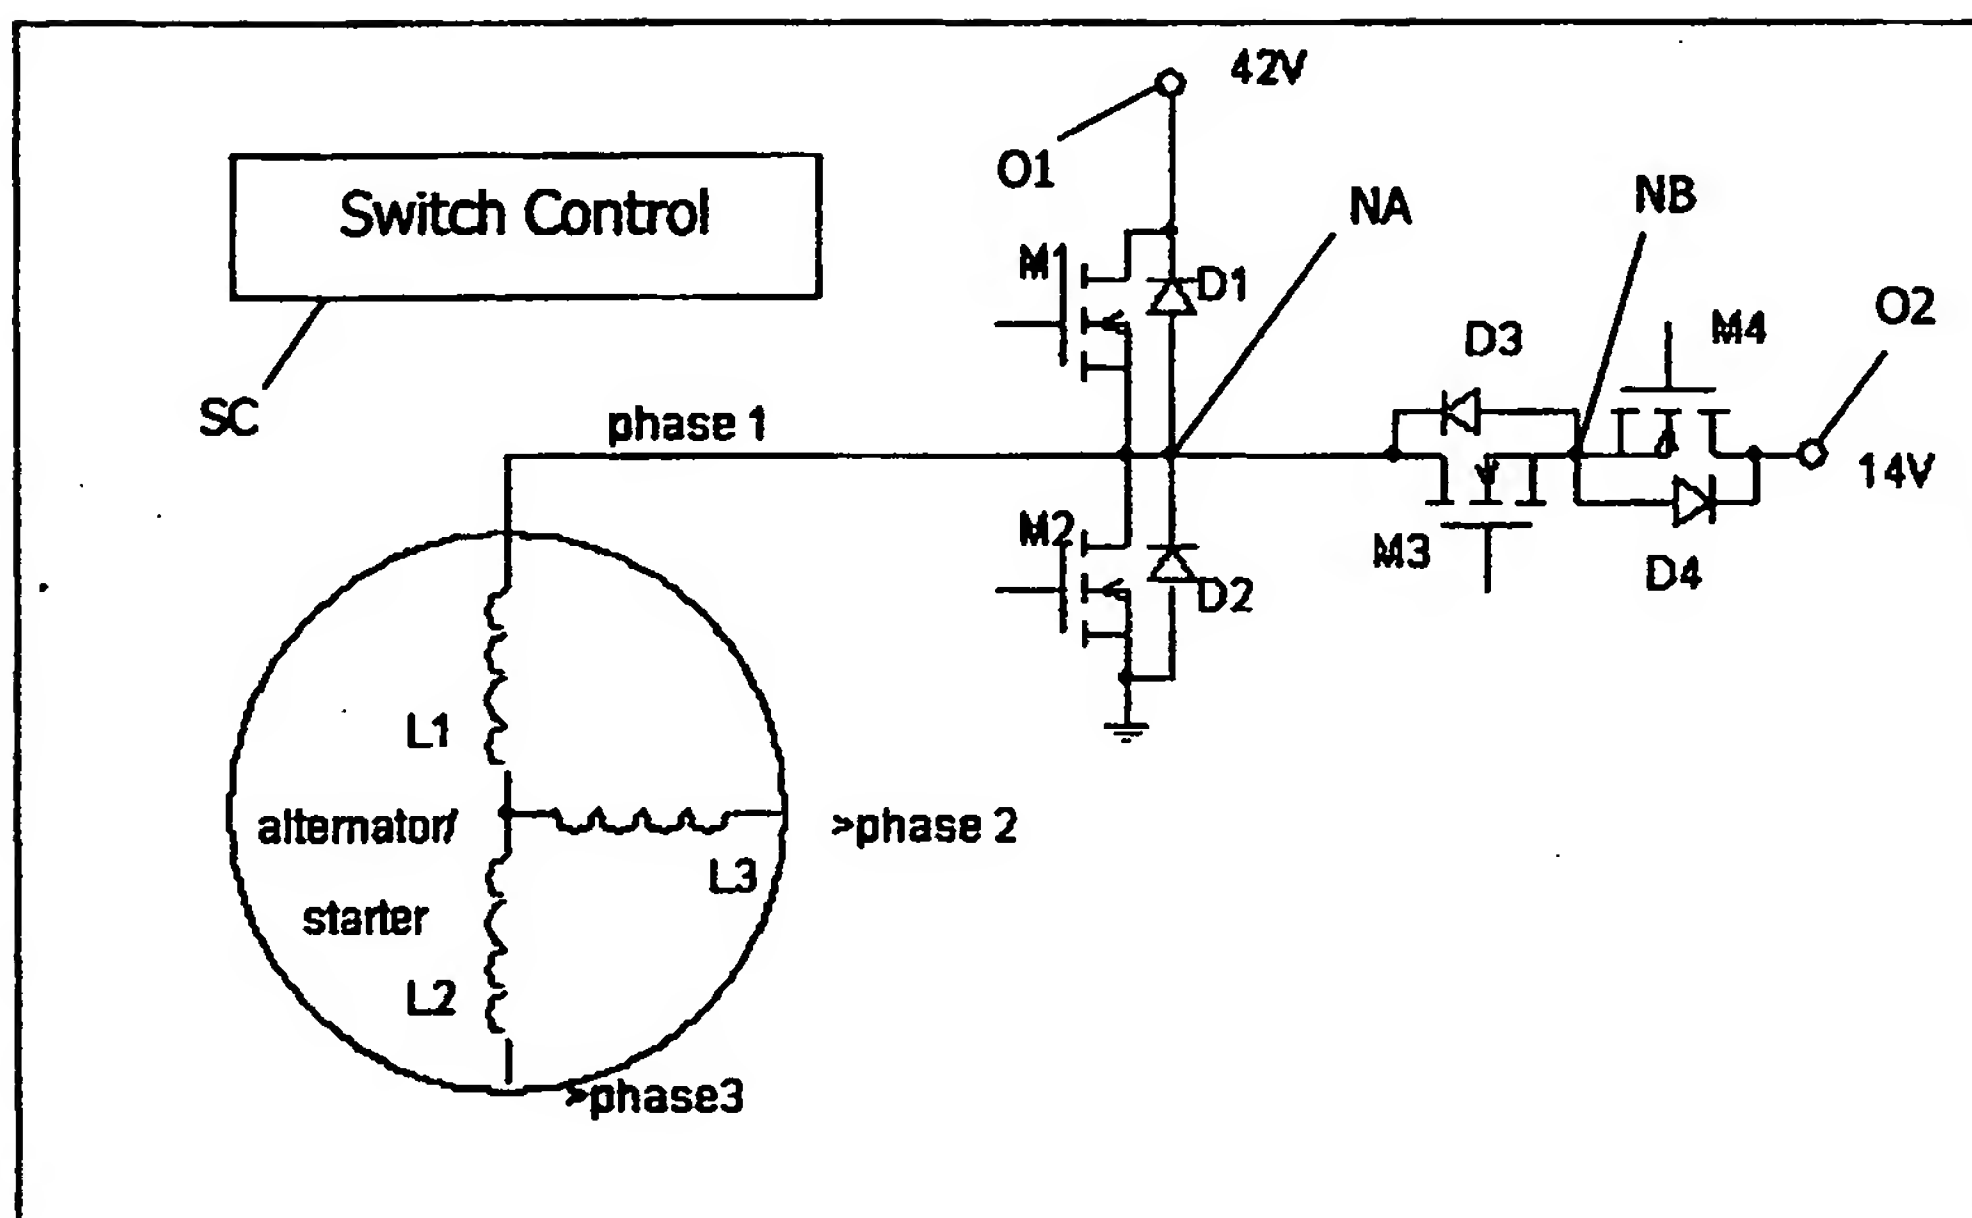 42V
O1
Switch Control
NA
NB
M1
D1
O2
D3
M4
SC
phase 1
14V
M2
M3
D2
D4
L1
alternator/
>phase 2
L3
starter
L2
>phase3